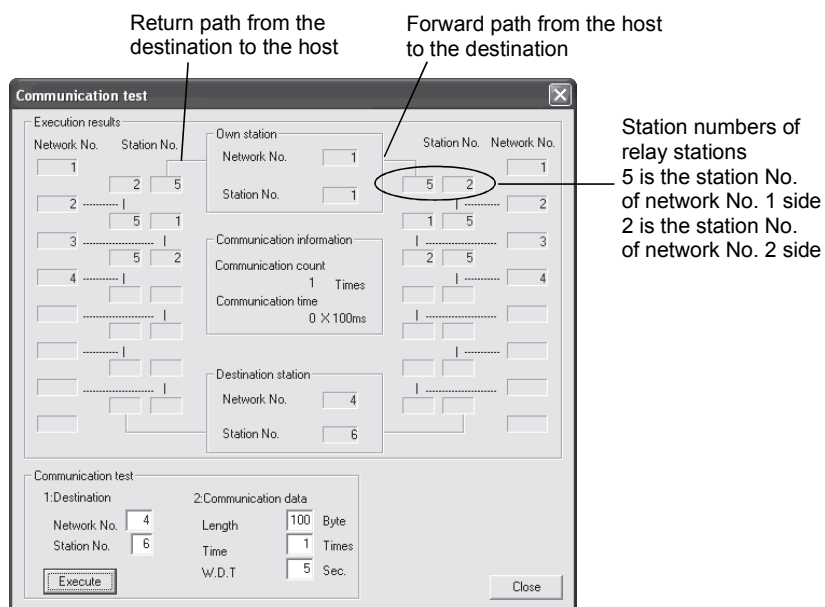 Return path from the
destination to the host
Forward path from the host
to the destination
Communication test
Execution results
Network No. Station No.
Own station
Network No. 1
Station No. 1
Station No. Network No.
1
2 5
2
5 1
3
5 2
4
1
5 2
2
1 5
3
2 5
4
Communication information
Communication count
1 Times
Communication time
0 X 100ms
Destination station
Network No. 4
Station No. 6
Station numbers of
relay stations
5 is the station No.
of network No. 1 side
2 is the station No.
of network No. 2 side
Communication test
1:Destination
Network No. 4
Station No. 6
Execute
2:Communication data
Length 100 Byte
Time 1 Times
W.D.T 5 Sec.
Close